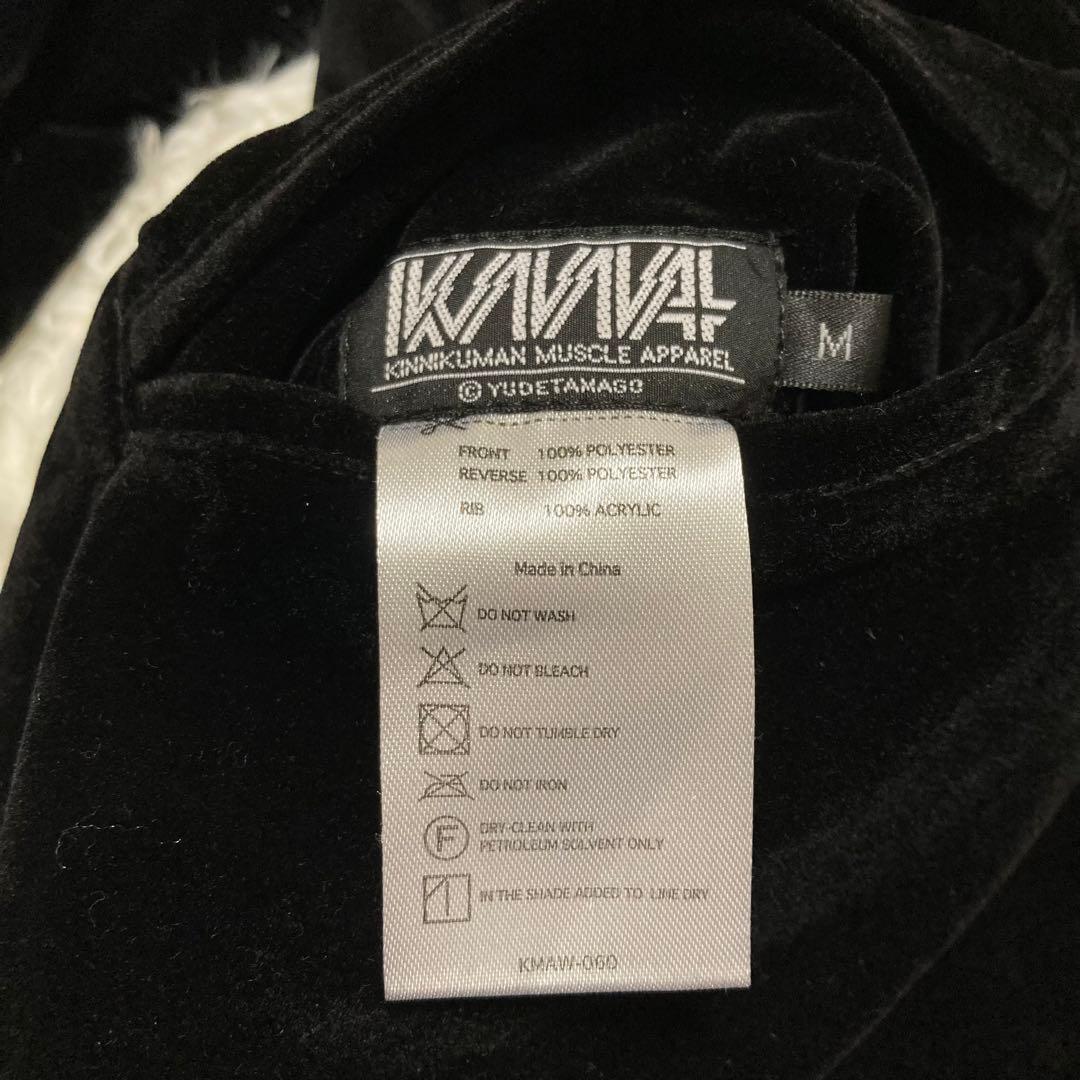 KMA
KINNIKUMAN MUSCLE APPAREL
© YUDETAMAGO
M
FRONT 100% POLYESTER
REVERSE 100% POLYESTER
RIB 100% ACRYLIC
Made in China
DO NOT WASH
DO NOT BLEACH
DO NOT TUMBLE DRY
DO NOT IRON
F
DRY-CLEAN WITH
PETROLEUM SOLVENT ONLY
IN THE SHADE ADDED TO LINE DRY
KMAW-060